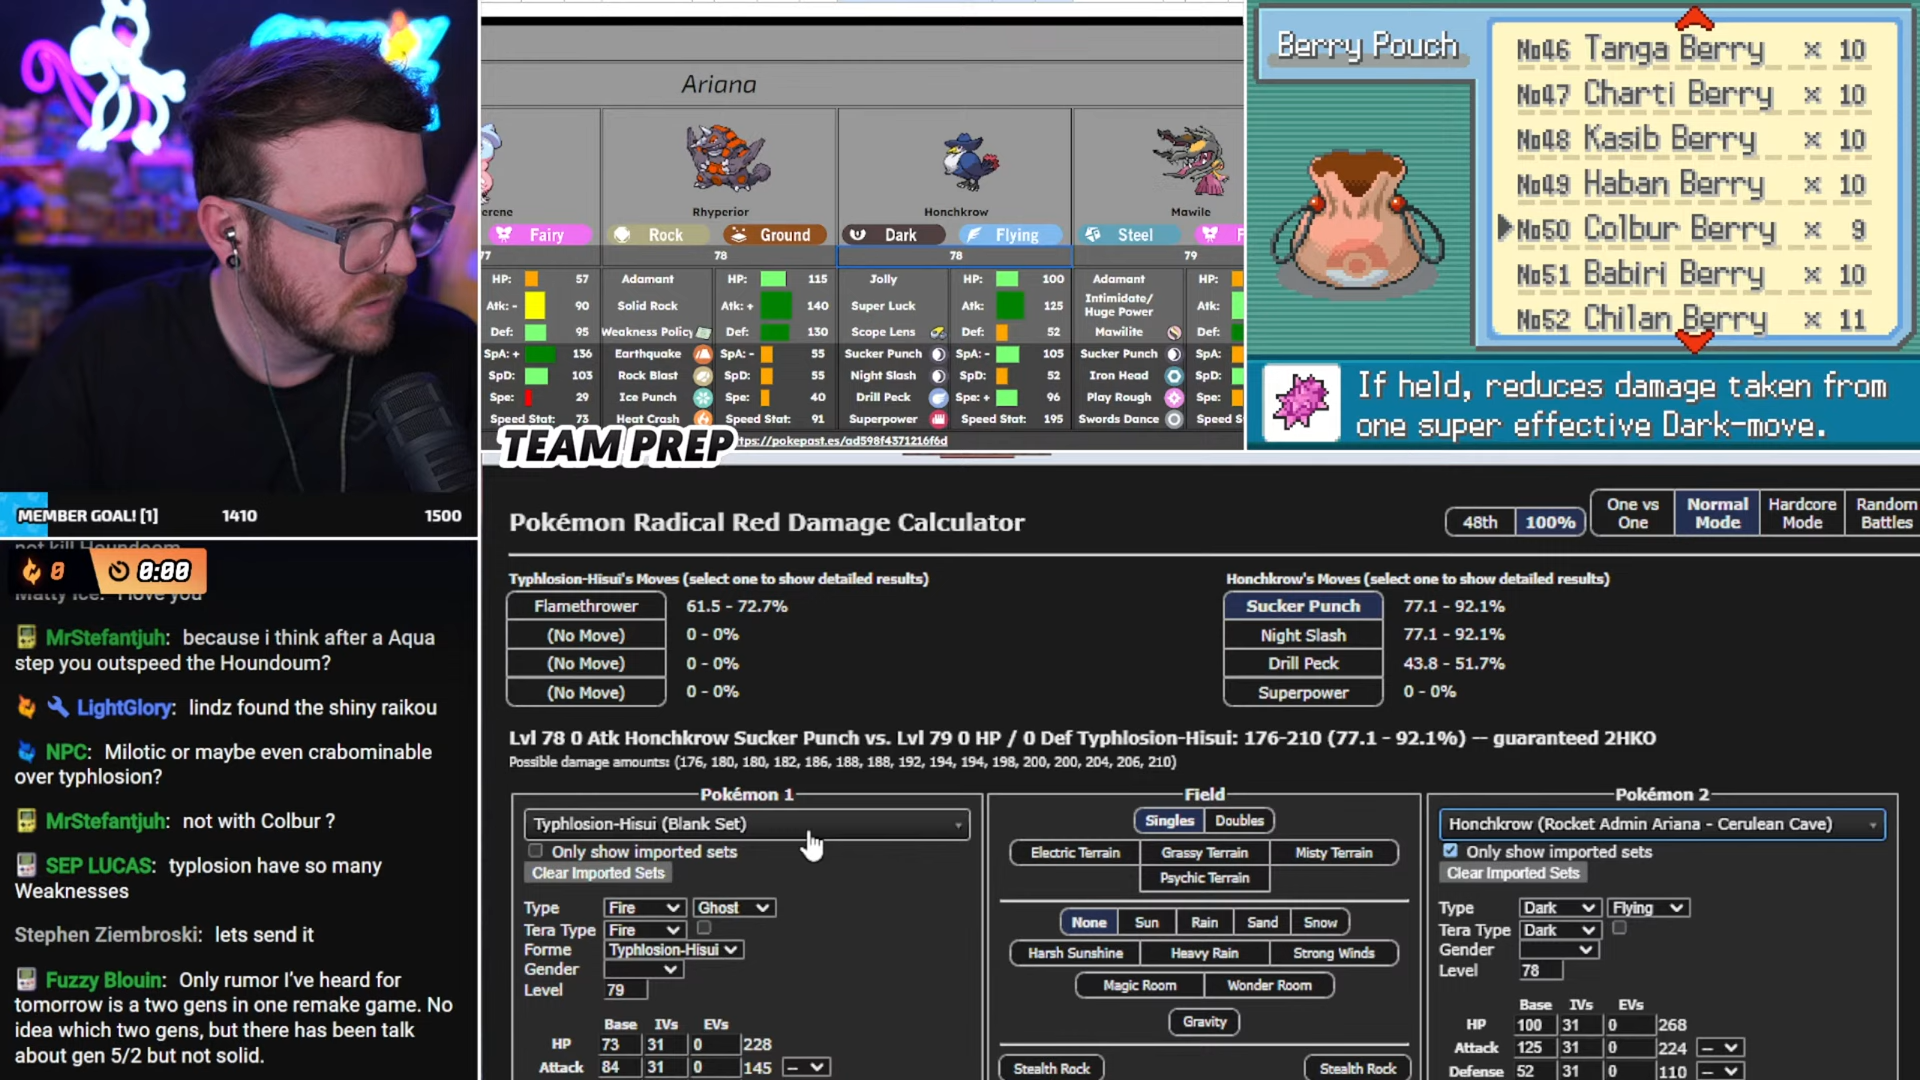 Ariana
erene
Rhyperior
Honchkrow
Mawile
Fairy
Rock
Ground
Dark
Flying
Steel
F
77
78
78
79
HP: 57
Adamant
HP: 115
Jolly
HP: 100
Adamant
HP:
Atk: - 90
Solid Rock
Atk: + 140
Super Luck
Atk: 125
Intimidate/
Huge Power
Atk:
Def: 95
Weakness Policy
Def: 130
Scope Lens
Def: 52
Mawilite
Def:
SpA: + 136
Earthquake
SpA: - 55
Sucker Punch
SpA: - 105
Sucker Punch
SpA:
SpD: 103
Rock Blast
SpD: 55
Night Slash
SpD: 52
Iron Head
SpD:
Spe: 29
Ice Punch
Spe: 40
Drill Peck
Spe: + 96
Play Rough
Spe:
Speed Stat: 73
Heat Crash
Speed Stat: 91
Superpower
Speed Stat: 195
Swords Dance
Speed S
TEAM PREP
ttps://pokepast.es/ad598f4371216f6d
Berry Pouch
No46 Tanga Berry × 10
No47 Charti Berry × 10
No48 Kasib Berry × 10
No49 Haban Berry × 10
No50 Colbur Berry × 9
No51 Babiri Berry × 10
No52 Chilan Berry × 11
If held, reduces damage taken from
one super effective Dark-move.
MEMBER GOAL! [1] 1410 1500
0 0:00
MrStefantjuh: because i think after a Aqua
step you outspeed the Houndoum?
LightGlory: lindz found the shiny raikou
NPC: Milotic or maybe even crabominable
over typhlosion?
MrStefantjuh: not with Colbur ?
SEP LUCAS: typlosion have so many
Weaknesses
Stephen Ziembroski: lets send it
Fuzzy Blouin: Only rumor I've heard for
tomorrow is a two gens in one remake game. No
idea which two gens, but there has been talk
about gen 5/2 but not solid.
Pokémon Radical Red Damage Calculator
48th 100%
One vs
One
Normal
Mode
Hardcore
Mode
Random
Battles
Typhlosion-Hisui's Moves (select one to show detailed results)
Flamethrower 61.5 - 72.7%
(No Move) 0 - 0%
(No Move) 0 - 0%
(No Move) 0 - 0%
Honchkrow's Moves (select one to show detailed results)
Sucker Punch 77.1 - 92.1%
Night Slash 77.1 - 92.1%
Drill Peck 43.8 - 51.7%
Superpower 0 - 0%
Lvl 78 0 Atk Honchkrow Sucker Punch vs. Lvl 79 0 HP / 0 Def Typhlosion-Hisui: 176-210 (77.1 - 92.1%) -- guaranteed 2HKO
Possible damage amounts: (176, 180, 180, 182, 186, 188, 188, 192, 194, 194, 198, 200, 200, 204, 206, 210)
Pokémon 1
Typhlosion-Hisui (Blank Set)
Only show imported sets
Clear Imported Sets
Type Fire Ghost
Tera Type Fire
Forme Typhlosion-Hisui
Gender
Level 79
Base IVs EVs
HP 73 31 0 228
Attack 84 31 0 145 --
Field
Singles Doubles
Electric Terrain Grassy Terrain Misty Terrain
Psychic Terrain
None Sun Rain Sand Snow
Harsh Sunshine Heavy Rain Strong Winds
Magic Room Wonder Room
Gravity
Stealth Rock Stealth Rock
Pokémon 2
Honchkrow (Rocket Admin Ariana - Cerulean Cave)
Only show imported sets
Clear Imported Sets
Type Dark Flying
Tera Type Dark
Gender
Level 78
Base IVs EVs
HP 100 31 0 268
Attack 125 31 0 224 --
Defense 52 31 0 110 --